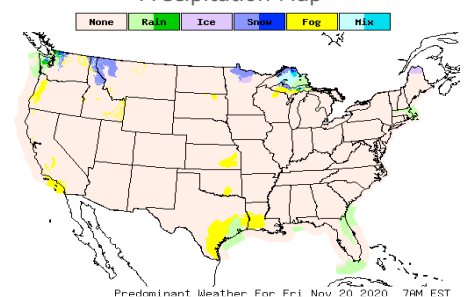 Precipitation Map
None Rain Ice Snow Fog Mix
Predominant Weather For Fri Nov 20 2020 7AM EST